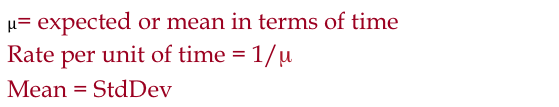 μ= expected or mean in terms of time
Rate per unit of time = 1/μ
Mean = StdDev